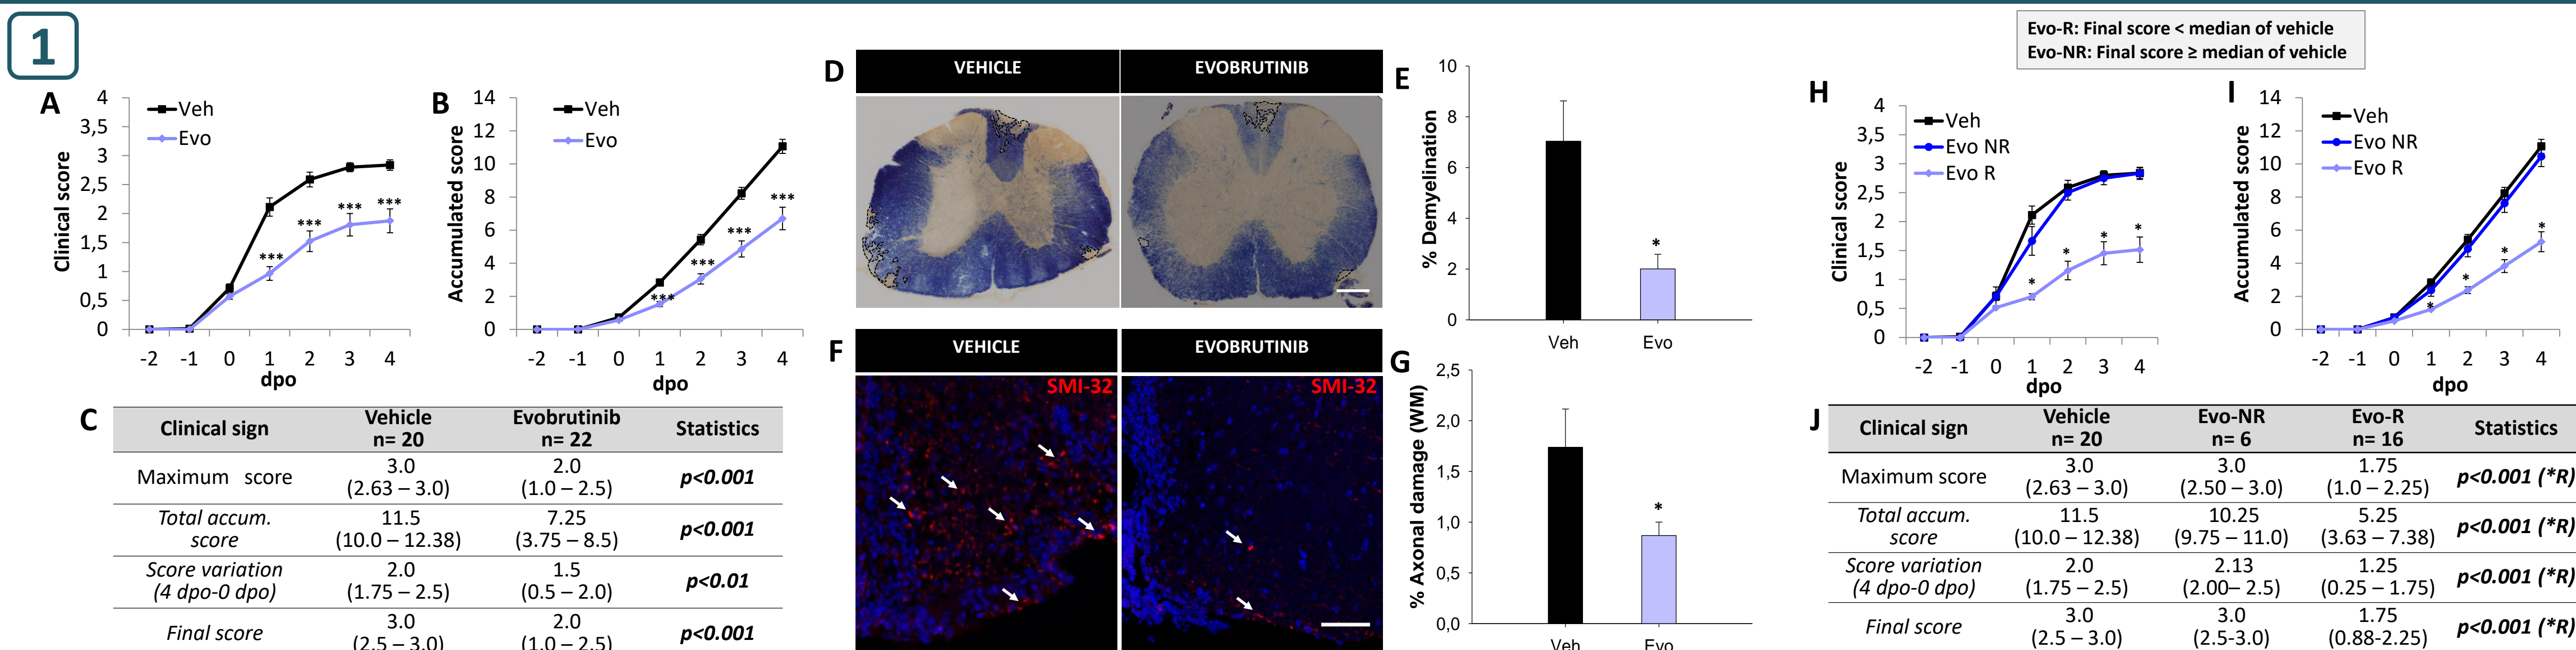 1
Evo-R: Final score < median of vehicle
Evo-NR: Final score ≥ median of vehicle
A
Clinical score
4
3,5
3
2,5
2
1,5
1
0,5
0
Veh
Evo
***
***
***
***
-2 -1 0 1 2 3 4
dpo
B
Accumulated score
14
12
10
8
6
4
2
0
Veh
Evo
***
***
***
***
-2 -1 0 1 2 3 4
dpo
C
Clinical sign Vehicle n= 20 Evobrutinib n= 22 Statistics
Maximum score 3.0 (2.63 – 3.0) 2.0 (1.0 – 2.5) p<0.001
Total accum. score 11.5 (10.0 – 12.38) 7.25 (3.75 – 8.5) p<0.001
Score variation (4 dpo-0 dpo) 2.0 (1.75 – 2.5) 1.5 (0.5 – 2.0) p<0.01
Final score 3.0 (2.5 – 3.0) 2.0 (1.0 – 2.5) p<0.001
D
VEHICLE EVOBRUTINIB
E
% Demyelination
10
8
6
4
2
0
*
Veh Evo
F
VEHICLE EVOBRUTINIB
SMI-32 SMI-32
G
% Axonal damage (WM)
2,5
2,0
1,5
1,0
0,5
0,0
*
Veh Evo
H
Clinical score
4
3,5
3
2,5
2
1,5
1
0,5
0
Veh
Evo NR
Evo R
*
*
*
*
-2 -1 0 1 2 3 4
dpo
I
Accumulated score
14
12
10
8
6
4
2
0
Veh
Evo NR
Evo R
*
*
*
*
-2 -1 0 1 2 3 4
dpo
J
Clinical sign Vehicle n= 20 Evo-NR n= 6 Evo-R n= 16 Statistics
Maximum score 3.0 (2.63 – 3.0) 3.0 (2.50 – 3.0) 1.75 (1.0 – 2.25) p<0.001 (*R)
Total accum. score 11.5 (10.0 – 12.38) 10.25 (9.75 – 11.0) 5.25 (3.63 – 7.38) p<0.001 (*R)
Score variation (4 dpo-0 dpo) 2.0 (1.75 – 2.5) 2.13 (2.00– 2.5) 1.25 (0.25 – 1.75) p<0.001 (*R)
Final score 3.0 (2.5 – 3.0) 3.0 (2.5-3.0) 1.75 (0.88-2.25) p<0.001 (*R)